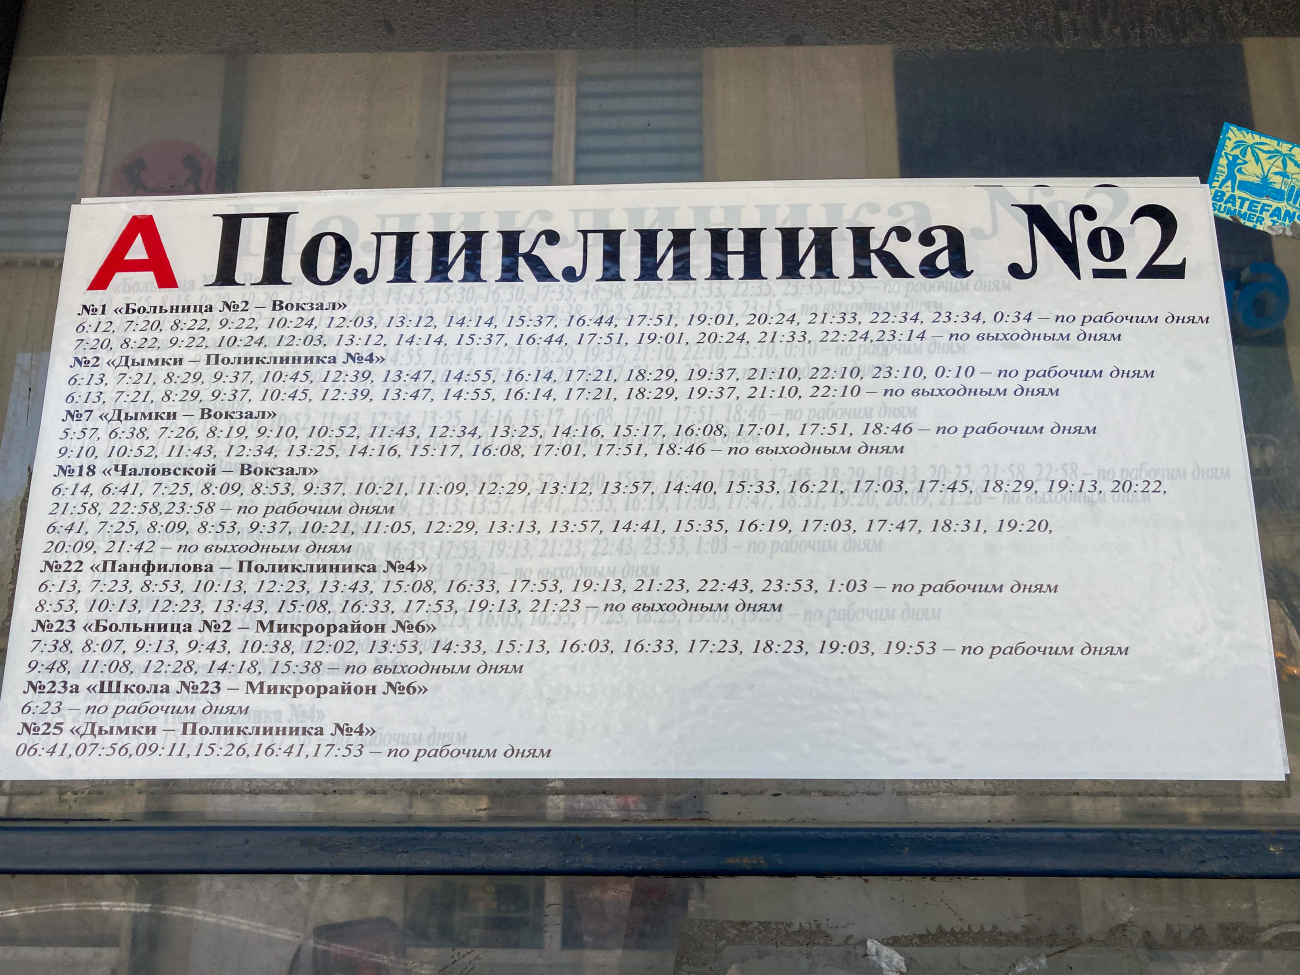 А Поликлиника №2
№1 «Больница №2 – Вокзал»
6:12, 7:20, 8:22, 9:22, 10:24, 12:03, 13:12, 14:14, 15:37, 16:44, 17:51, 19:01, 20:24, 21:33, 22:34, 23:34, 0:34 – по рабочим дням
7:20, 8:22, 9:22, 10:24, 12:03, 13:12, 14:14, 15:37, 16:44, 17:51, 19:01, 20:24, 21:33, 22:24,23:14 – по выходным дням
№2 «Дымки – Поликлиника №4»
6:13, 7:21, 8:29, 9:37, 10:45, 12:39, 13:47, 14:55, 16:14, 17:21, 18:29, 19:37, 21:10, 22:10, 23:10, 0:10 – по рабочим дням
6:13, 7:21, 8:29, 9:37, 10:45, 12:39, 13:47, 14:55, 16:14, 17:21, 18:29, 19:37, 21:10, 22:10 – по выходным дням
№7 «Дымки – Вокзал»
5:57, 6:38, 7:26, 8:19, 9:10, 10:52, 11:43, 12:34, 13:25, 14:16, 15:17, 16:08, 17:01, 17:51, 18:46 – по рабочим дням
9:10, 10:52, 11:43, 12:34, 13:25, 14:16, 15:17, 16:08, 17:01, 17:51, 18:46 – по выходным дням
№18 «Чаловской – Вокзал»
6:14, 6:41, 7:25, 8:09, 8:53, 9:37, 10:21, 11:09, 12:29, 13:12, 13:57, 14:40, 15:33, 16:21, 17:03, 17:45, 18:29, 19:13, 20:22,
21:58, 22:58,23:58 – по рабочим дням
6:41, 7:25, 8:09, 8:53, 9:37, 10:21, 11:05, 12:29, 13:13, 13:57, 14:41, 15:35, 16:19, 17:03, 17:47, 18:31, 19:20,
20:09, 21:42 – по выходным дням
№22 «Панфилова – Поликлиника №4»
6:13, 7:23, 8:53, 10:13, 12:23, 13:43, 15:08, 16:33, 17:53, 19:13, 21:23, 22:43, 23:53, 1:03 – по рабочим дням
8:53, 10:13, 12:23, 13:43, 15:08, 16:33, 17:53, 19:13, 21:23 – по выходным дням
№23 «Больница №2 – Микрорайон №6»
7:38, 8:07, 9:13, 9:43, 10:38, 12:02, 13:53, 14:33, 15:13, 16:03, 16:33, 17:23, 18:23, 19:03, 19:53 – по рабочим дням
9:48, 11:08, 12:28, 14:18, 15:38 – по выходным дням
№23а «Школа №23 – Микрорайон №6»
6:23 – по рабочим дням
№25 «Дымки – Поликлиника №4»
06:41,07:56,09:11,15:26,16:41,17:53 – по рабочим дням
BATEFAN
SUMMER